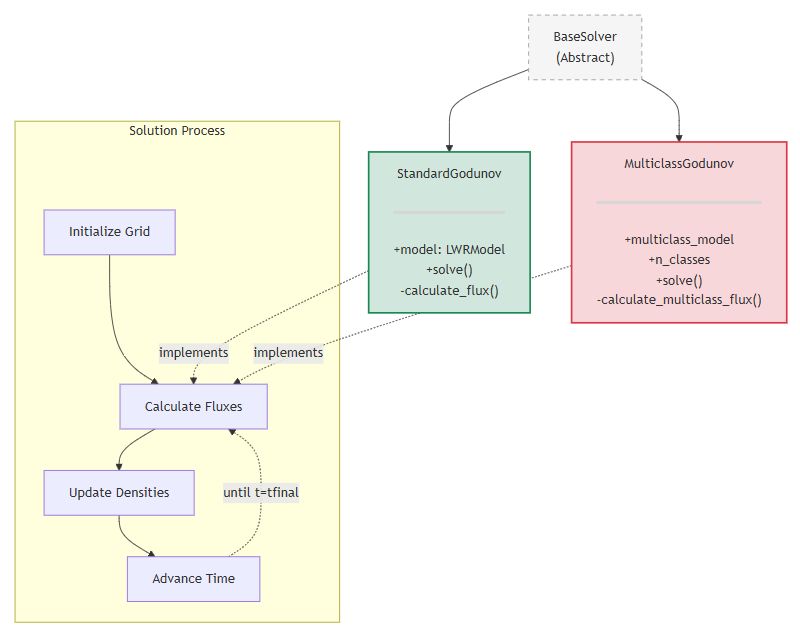 BaseSolver
(Abstract)
Solution Process
StandardGodunov
+model: LWRModel
+solve()
-calculate_flux()
MulticlassGodunov
+multiclass_model
+n_classes
+solve()
-calculate_multiclass_flux()
Initialize Grid
implements
implements
Calculate Fluxes
Update Densities
until t=tfinal
Advance Time